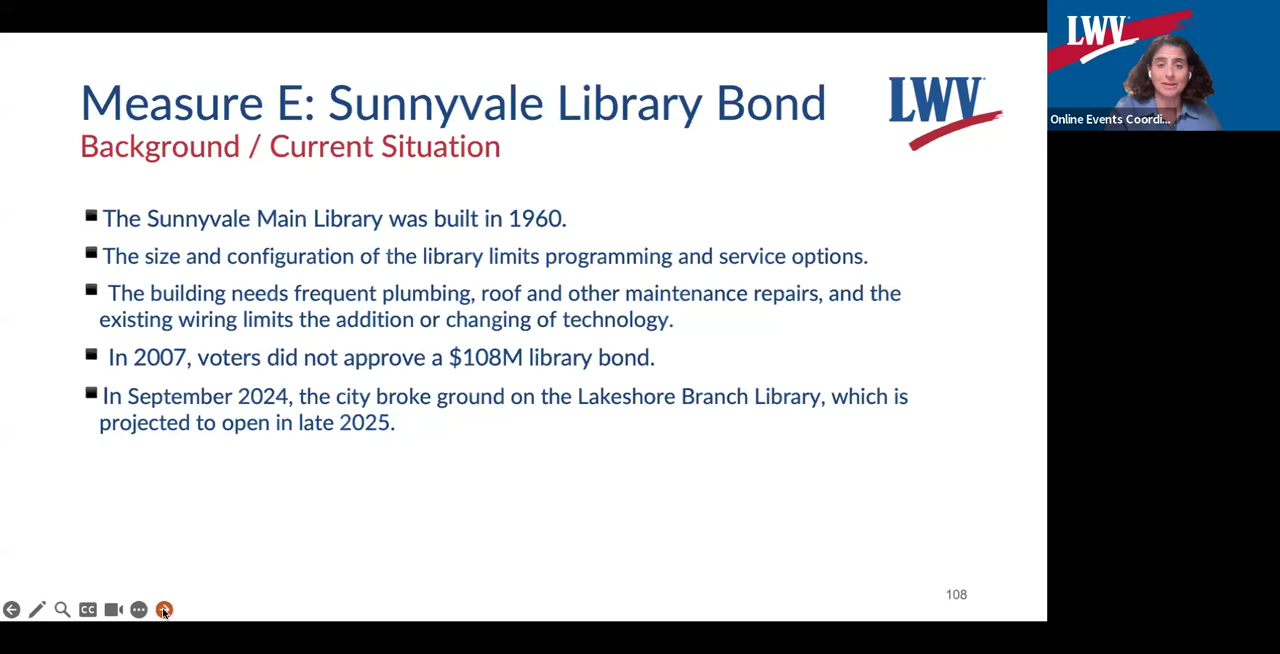 Measure E: Sunnyvale Library Bond
Background / Current Situation
LWV
The Sunnyvale Main Library was built in 1960.
The size and configuration of the library limits programming and service options.
The building needs frequent plumbing, roof and other maintenance repairs, and the
existing wiring limits the addition or changing of technology.
In 2007, voters did not approve a $108M library bond.
In September 2024, the city broke ground on the Lakeshore Branch Library, which is
projected to open in late 2025.
CC
108
LWV
Online Events Coordi...